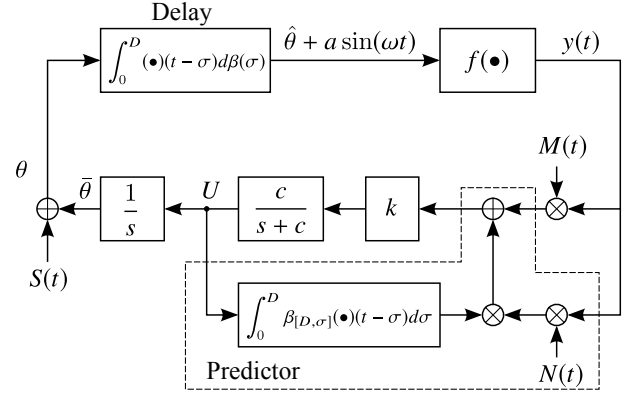 Delay
∫₀ᴰ (•)(t − σ)dβ(σ)
θ̂ + a sin(ωt)
f(•)
y(t)
M(t)
θ
θ̄
1/s
U
c/(s + c)
k
S(t)
∫₀ᴰ β[D,σ](•)(t − σ)dσ
Predictor
N(t)